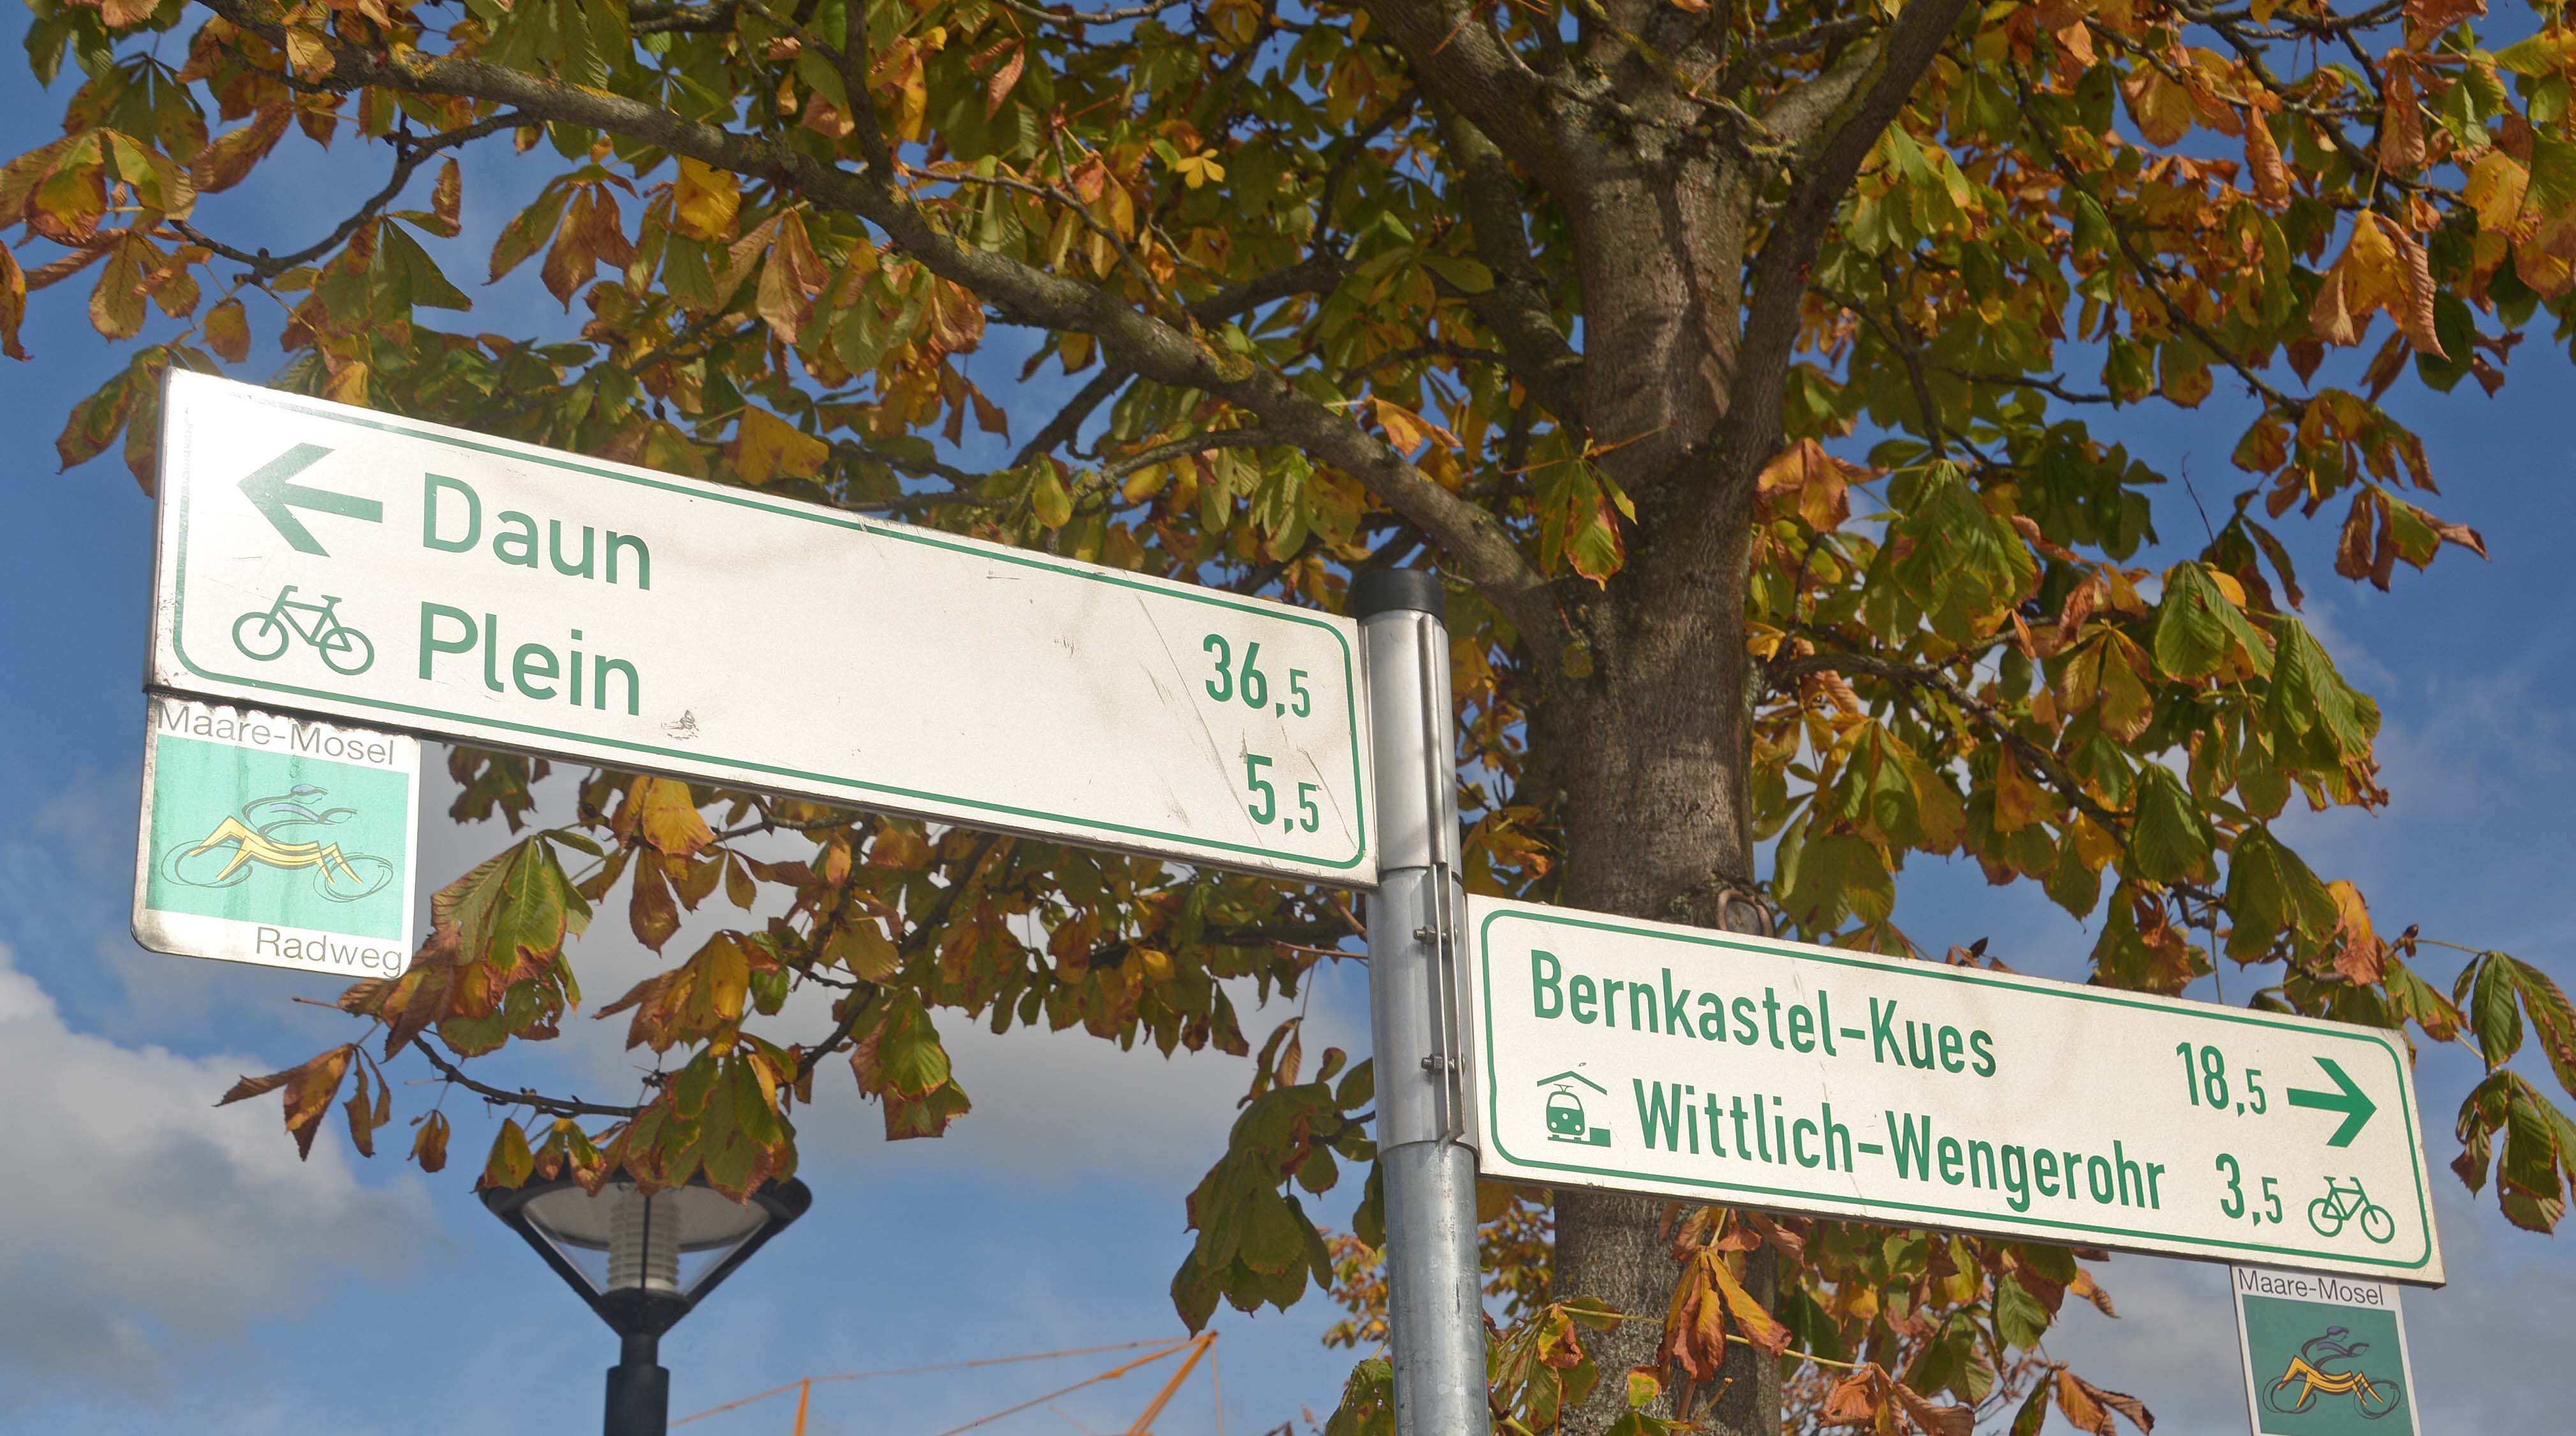 Daun 36,5
Plein 5,5
Maare-Mosel
Radweg
Bernkastel-Kues 18,5
Wittlich-Wengerohr 3,5
Maare-Mosel